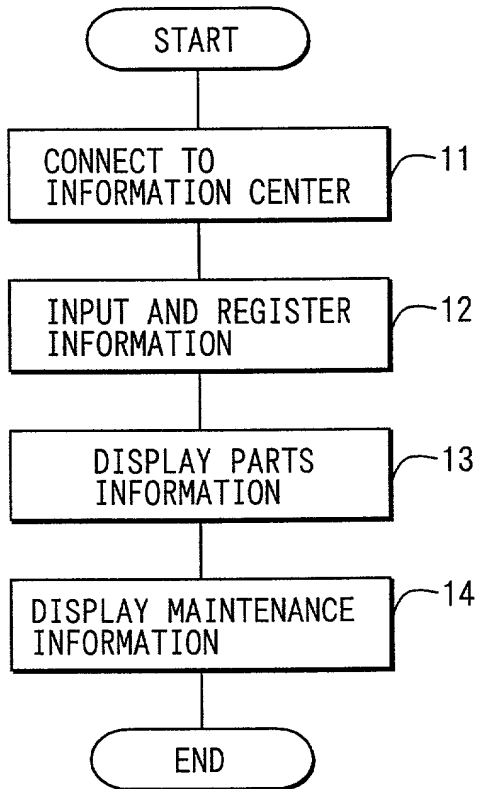 START
CONNECT TO
INFORMATION CENTER
11
INPUT AND REGISTER
INFORMATION
12
DISPLAY PARTS
INFORMATION
13
DISPLAY MAINTENANCE
INFORMATION
14
END